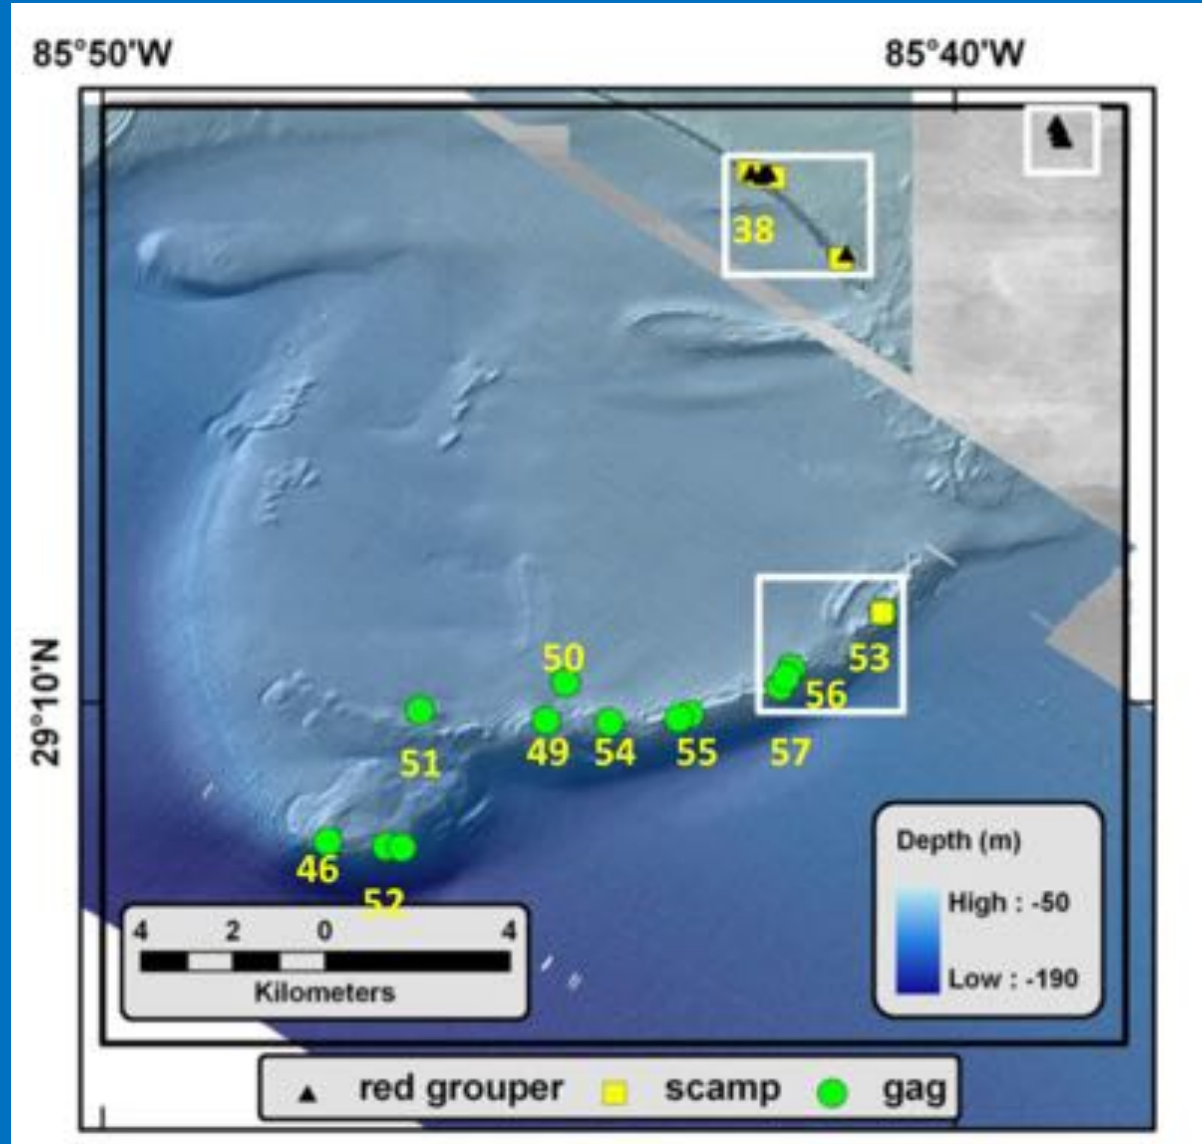 85°50'W 85°40'W
38
29°10'N
50
53
56
51
49 54 55 57
46
52
Depth (m)
High : -50
Low : -190
4 2 0 4
Kilometers
red grouper scamp gag